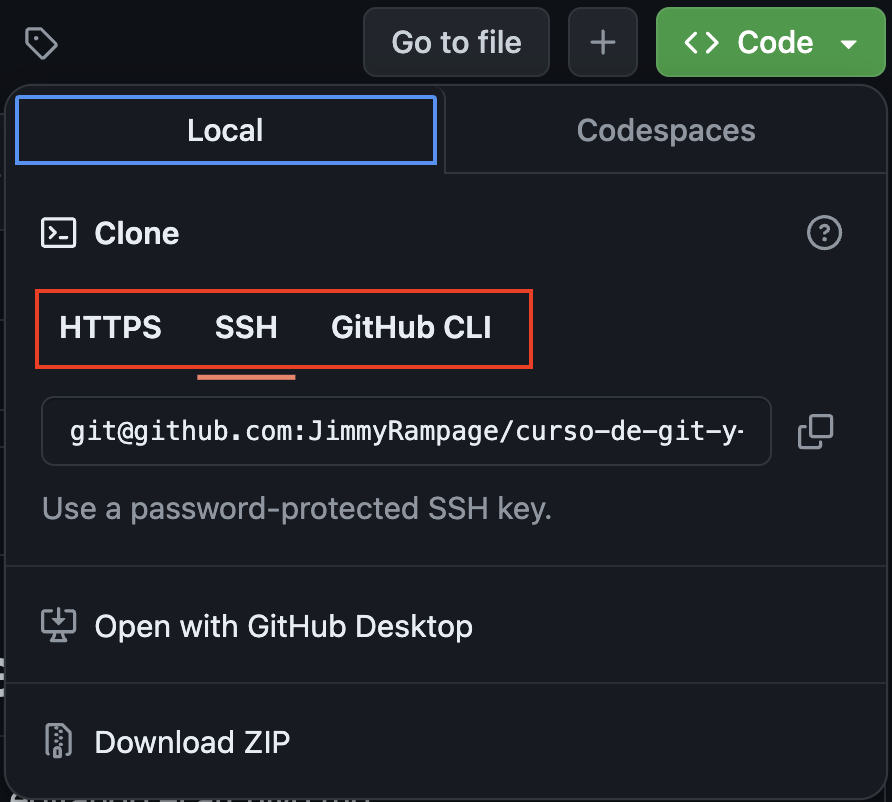 Go to file
Code
Local
Codespaces
Clone
HTTPS SSH GitHub CLI
git@github.com:JimmyRampage/curso-de-git-y-
Use a password-protected SSH key.
Open with GitHub Desktop
Download ZIP